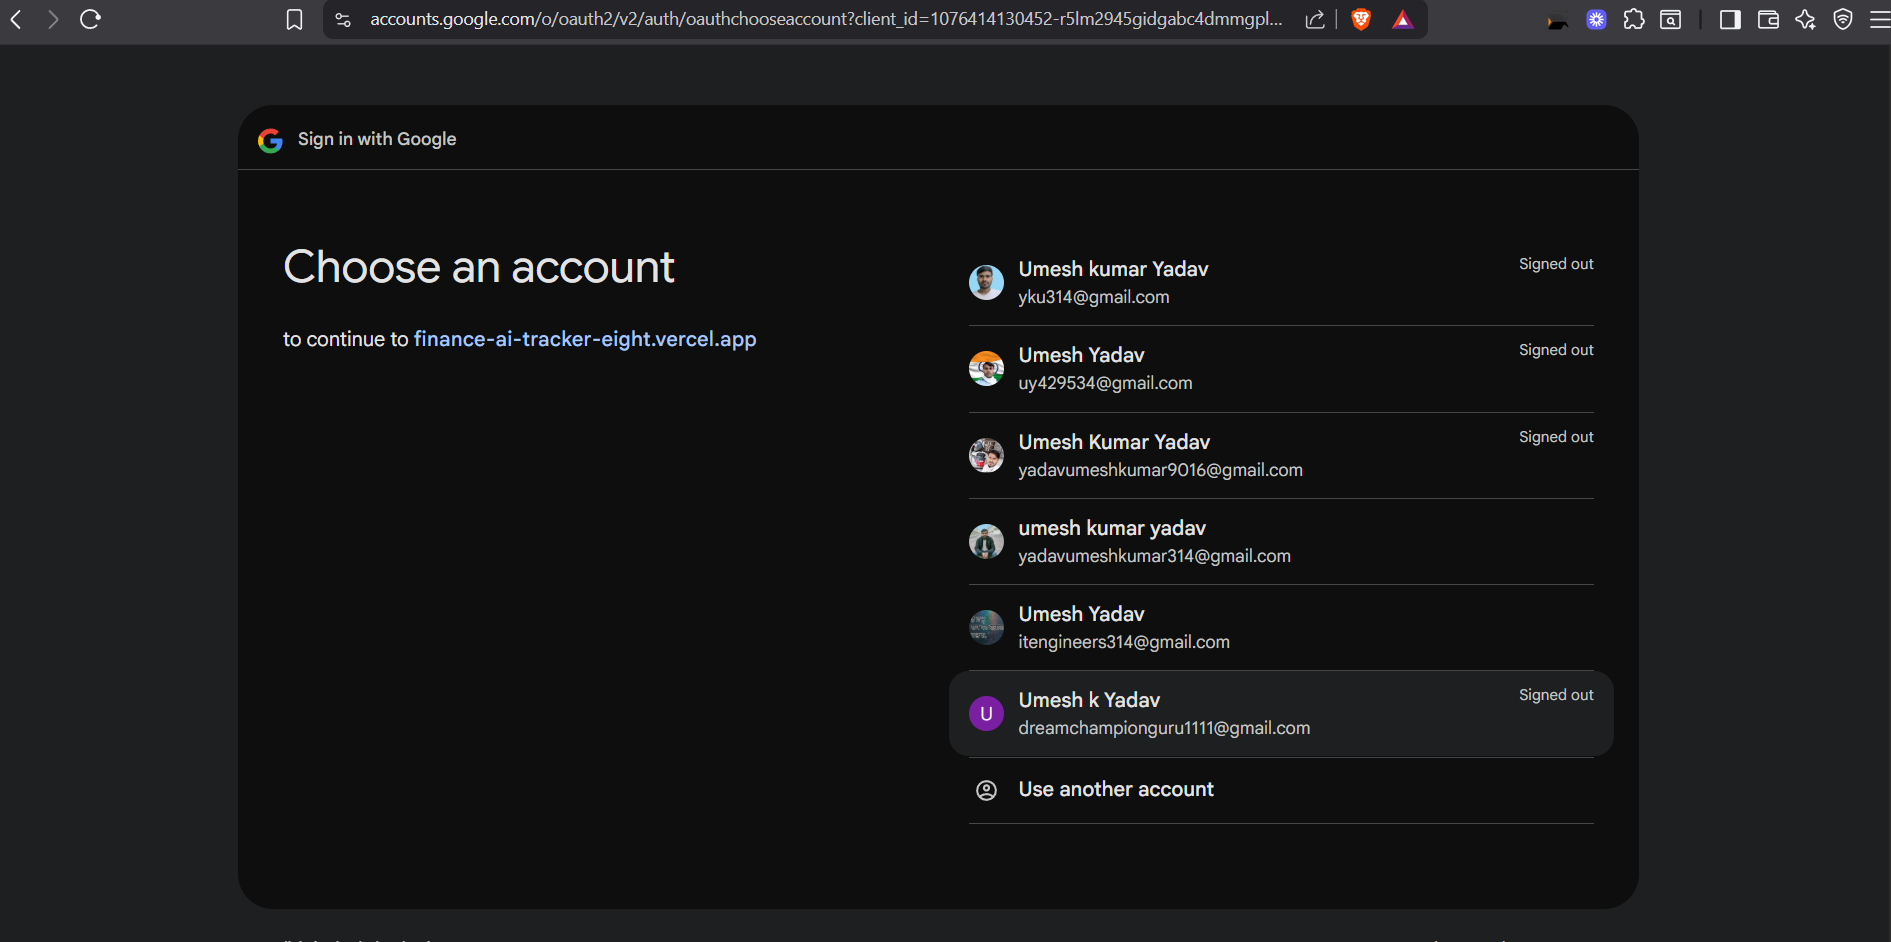 accounts.google.com/o/oauth2/v2/auth/oauthchooseaccount?client_id=1076414130452-r5lm2945gidgabc4dmmgpl...
Sign in with Google
Choose an account
to continue to finance-ai-tracker-eight.vercel.app
Umesh kumar Yadav
Signed out
yku314@gmail.com
Umesh Yadav
Signed out
uy429534@gmail.com
Umesh Kumar Yadav
Signed out
yadavumeshkumar9016@gmail.com
umesh kumar yadav
yadavumeshkumar314@gmail.com
Umesh Yadav
itengineers314@gmail.com
U
Umesh k Yadav
Signed out
dreamchampionguru1111@gmail.com
Use another account